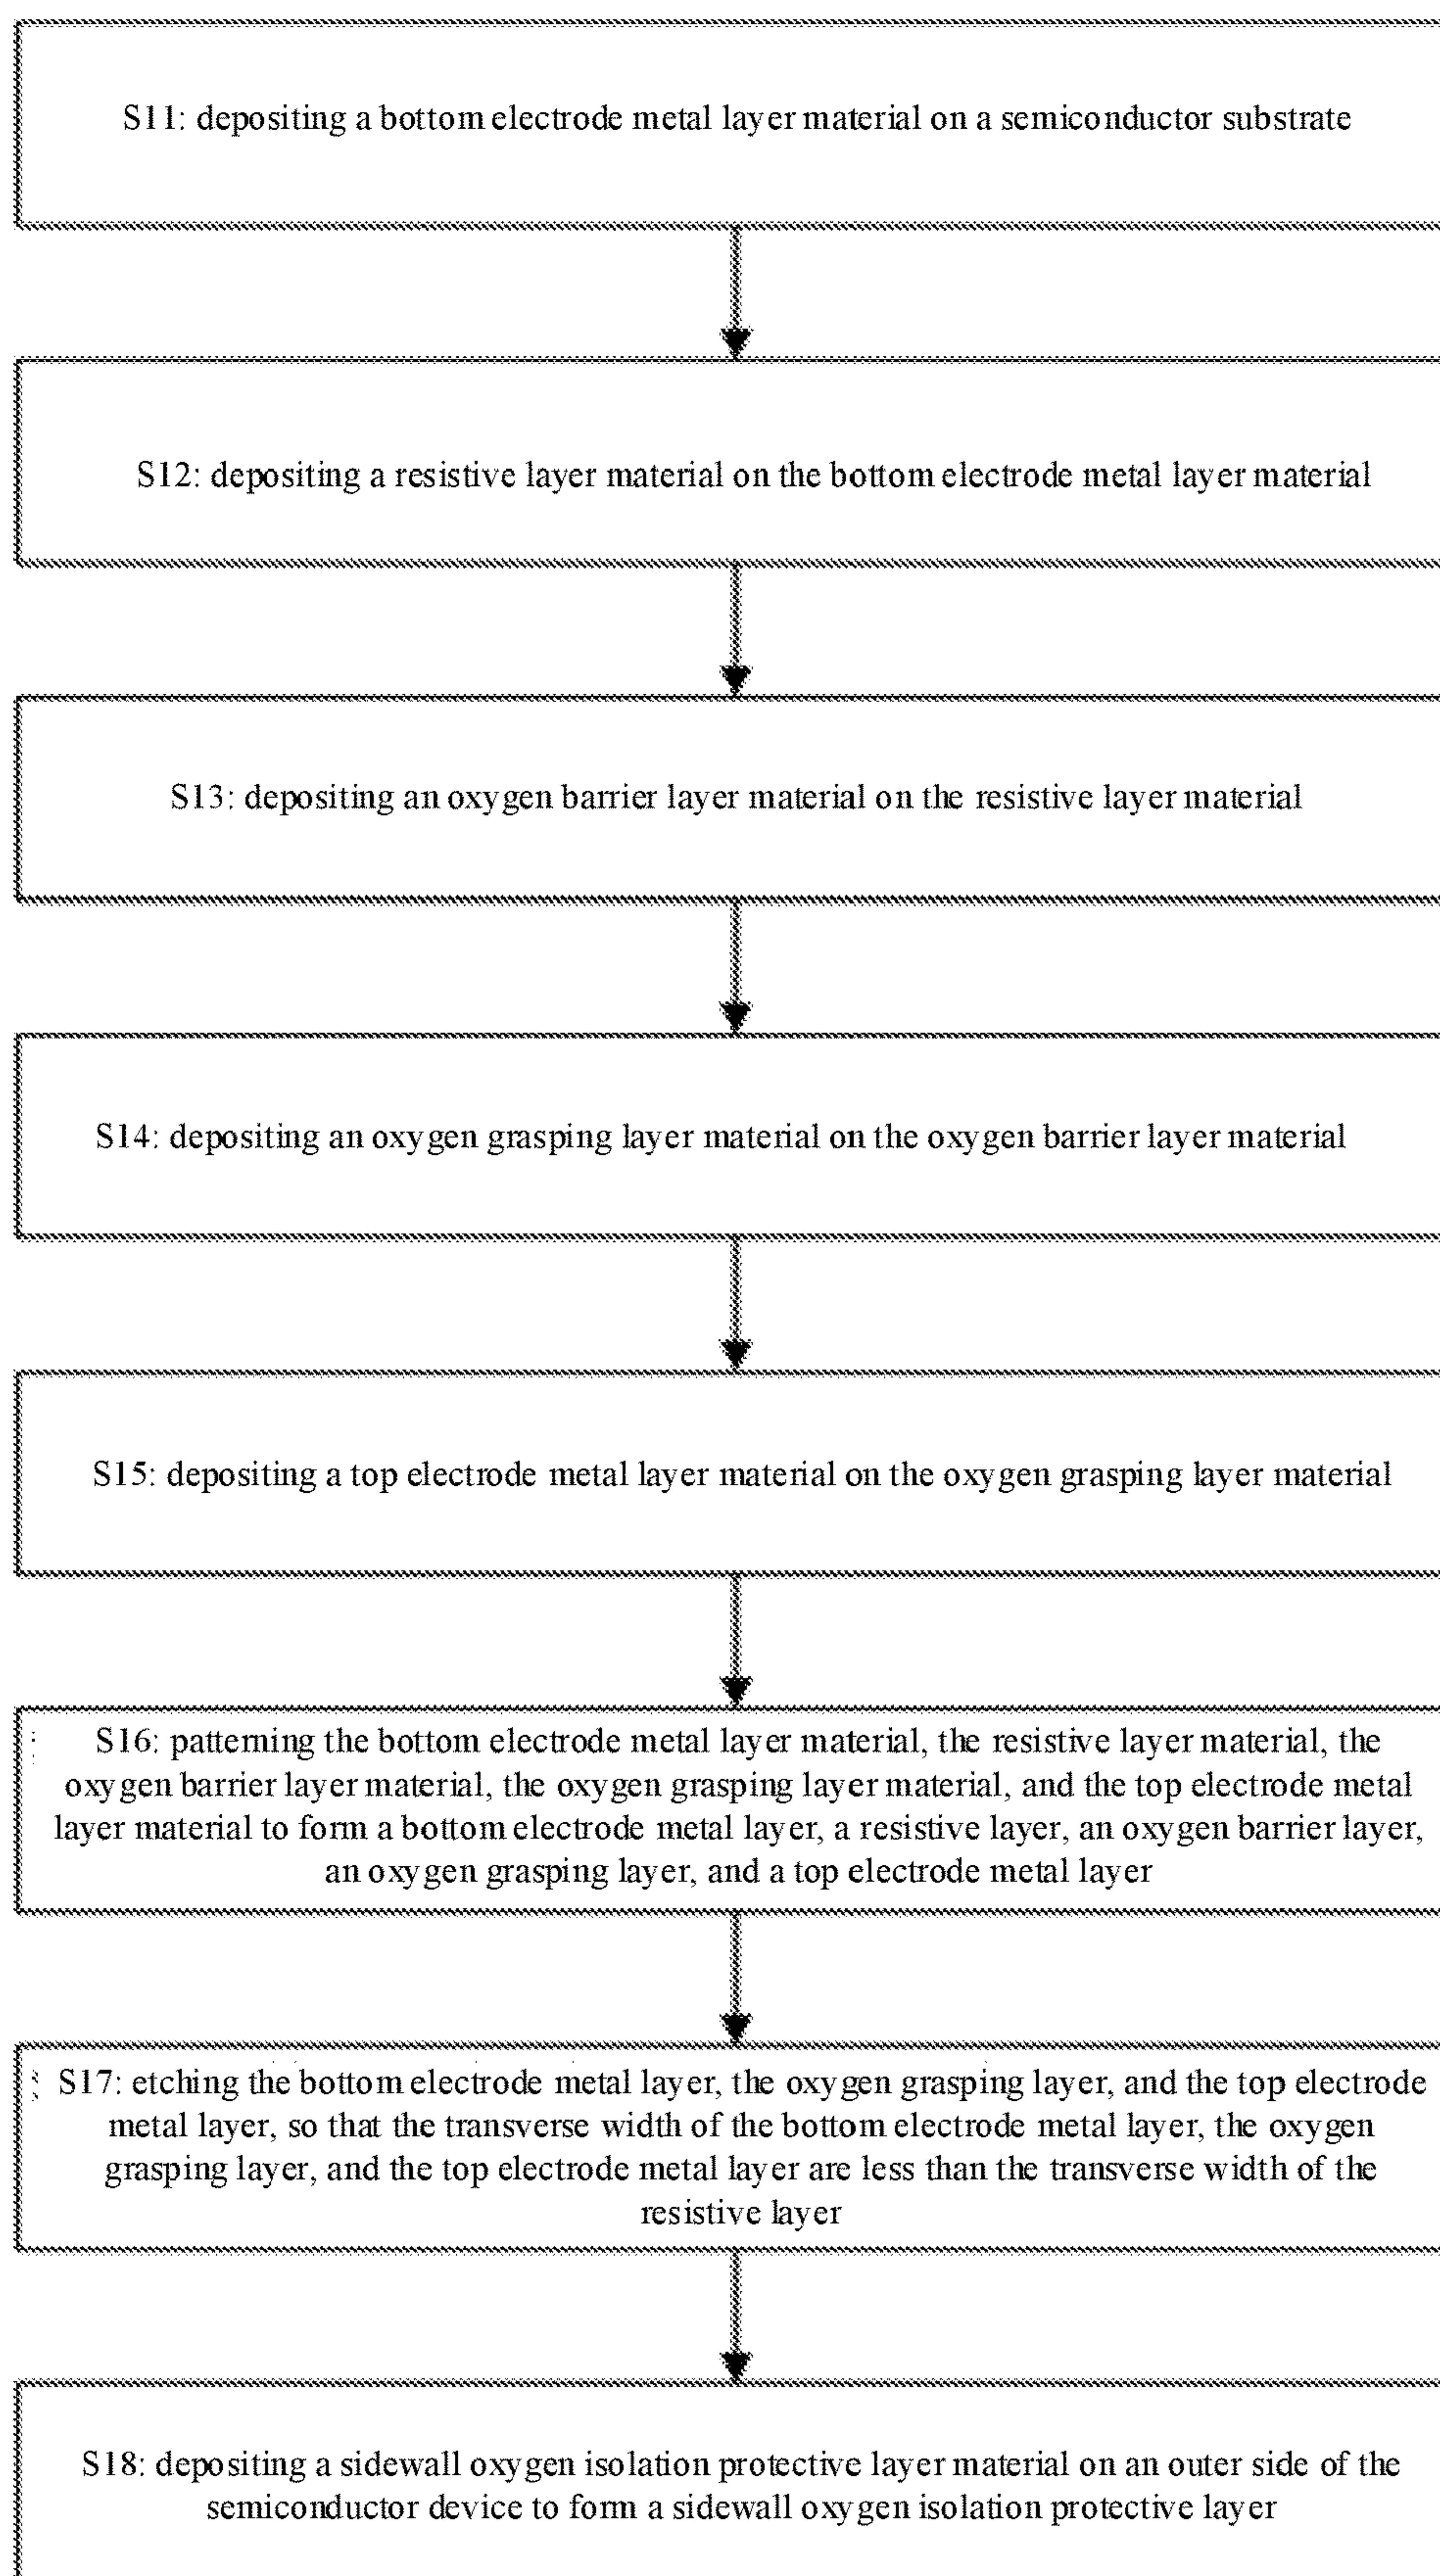 S11: depositing a bottom electrode metal layer material on a semiconductor substrate
S12: depositing a resistive layer material on the bottom electrode metal layer material
S13: depositing an oxygen barrier layer material on the resistive layer material
S14: depositing an oxygen grasping layer material on the oxygen barrier layer material
S15: depositing a top electrode metal layer material on the oxygen grasping layer material
S16: patterning the bottom electrode metal layer material, the resistive layer material, the
oxygen barrier layer material, the oxygen grasping layer material, and the top electrode metal
layer material to form a bottom electrode metal layer, a resistive layer, an oxygen barrier layer,
an oxygen grasping layer, and a top electrode metal layer
S17: etching the bottom electrode metal layer, the oxygen grasping layer, and the top electrode
metal layer, so that the transverse width of the bottom electrode metal layer, the oxygen
grasping layer, and the top electrode metal layer are less than the transverse width of the
resistive layer
S18: depositing a sidewall oxygen isolation protective layer material on an outer side of the
semiconductor device to form a sidewall oxygen isolation protective layer